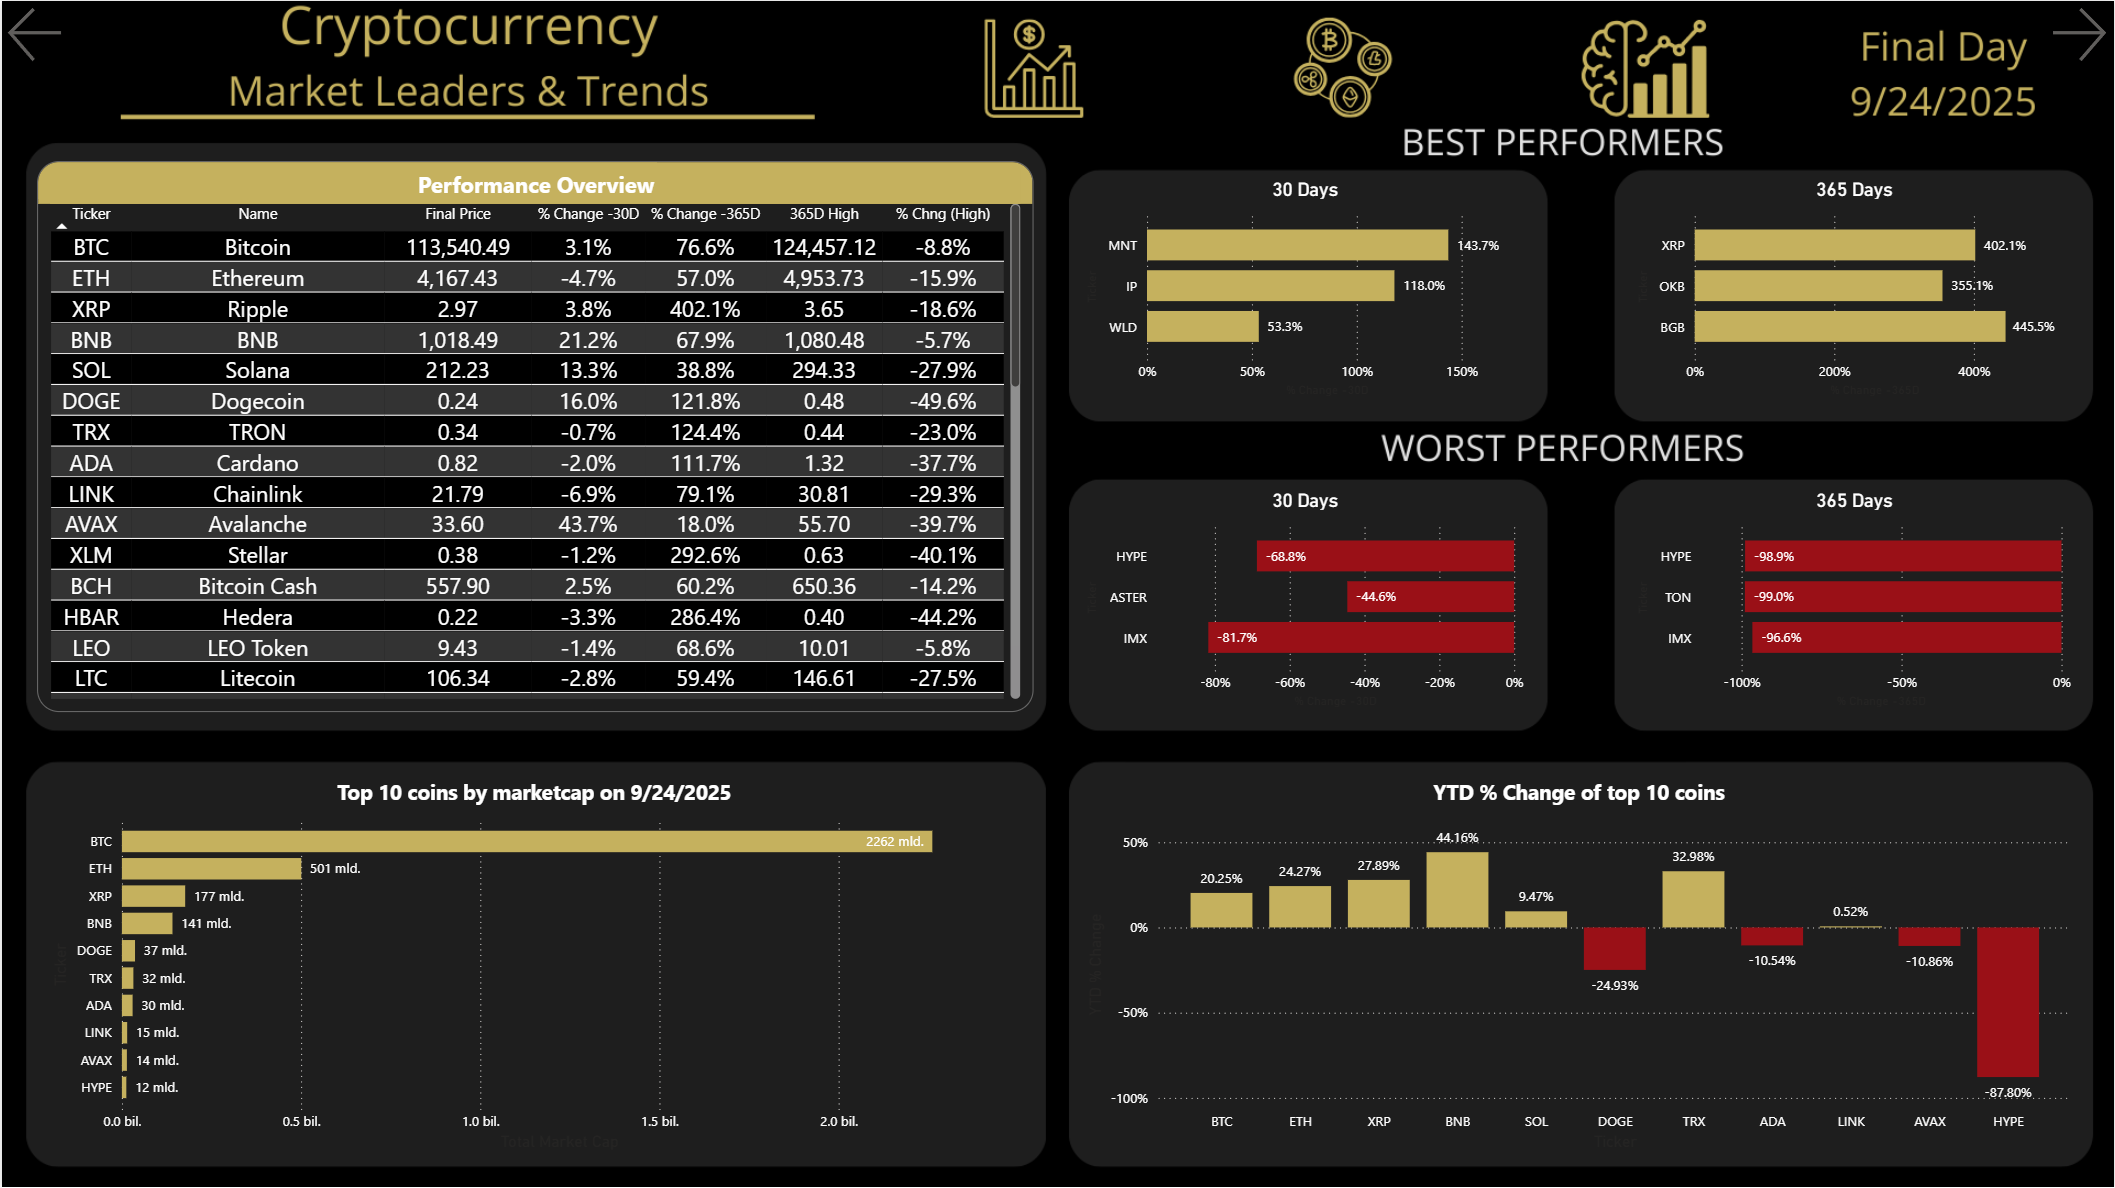 Cryptocurrency
Market Leaders & Trends
Final Day
9/24/2025
Performance Overview
Ticker Name Final Price % Change -30D % Change -365D 365D High % Chng (High)
BTC Bitcoin 113,540.49 3.1% 76.6% 124,457.12 -8.8%
ETH Ethereum 4,167.43 -4.7% 57.0% 4,953.73 -15.9%
XRP Ripple 2.97 3.8% 402.1% 3.65 -18.6%
BNB BNB 1,018.49 21.2% 67.9% 1,080.48 -5.7%
SOL Solana 212.23 13.3% 38.8% 294.33 -27.9%
DOGE Dogecoin 0.24 16.0% 121.8% 0.48 -49.6%
TRX TRON 0.34 -0.7% 124.4% 0.44 -23.0%
ADA Cardano 0.82 -2.0% 111.7% 1.32 -37.7%
LINK Chainlink 21.79 -6.9% 79.1% 30.81 -29.3%
AVAX Avalanche 33.60 43.7% 18.0% 55.70 -39.7%
XLM Stellar 0.38 -1.2% 292.6% 0.63 -40.1%
BCH Bitcoin Cash 557.90 2.5% 60.2% 650.36 -14.2%
HBAR Hedera 0.22 -3.3% 286.4% 0.40 -44.2%
LEO LEO Token 9.43 -1.4% 68.6% 10.01 -5.8%
LTC Litecoin 106.34 -2.8% 59.4% 146.61 -27.5%
BEST PERFORMERS
30 Days
MNT 143.7%
IP 118.0%
WLD 53.3%
0% 50% 100% 150%
% Change -30D
Ticker
365 Days
XRP 402.1%
OKB 355.1%
BGB 445.5%
0% 200% 400%
% Change -365D
Ticker
WORST PERFORMERS
30 Days
HYPE -68.8%
ASTER -44.6%
IMX -81.7%
-80% -60% -40% -20% 0%
% Change -30D
Ticker
365 Days
HYPE -98.9%
TON -99.0%
IMX -96.6%
-100% -50% 0%
% Change -365D
Ticker
Top 10 coins by marketcap on 9/24/2025
BTC 2262 mld.
ETH 501 mld.
XRP 177 mld.
BNB 141 mld.
DOGE 37 mld.
TRX 32 mld.
ADA 30 mld.
LINK 15 mld.
AVAX 14 mld.
HYPE 12 mld.
0.0 bil. 0.5 bil. 1.0 bil. 1.5 bil. 2.0 bil.
Total Market Cap
Ticker
YTD % Change of top 10 coins
50%
0%
-50%
-100%
YTD % Change
20.25% 24.27% 27.89% 44.16% 9.47% -24.93% 32.98% -10.54% 0.52% -10.86% -87.80%
BTC ETH XRP BNB SOL DOGE TRX ADA LINK AVAX HYPE
Ticker